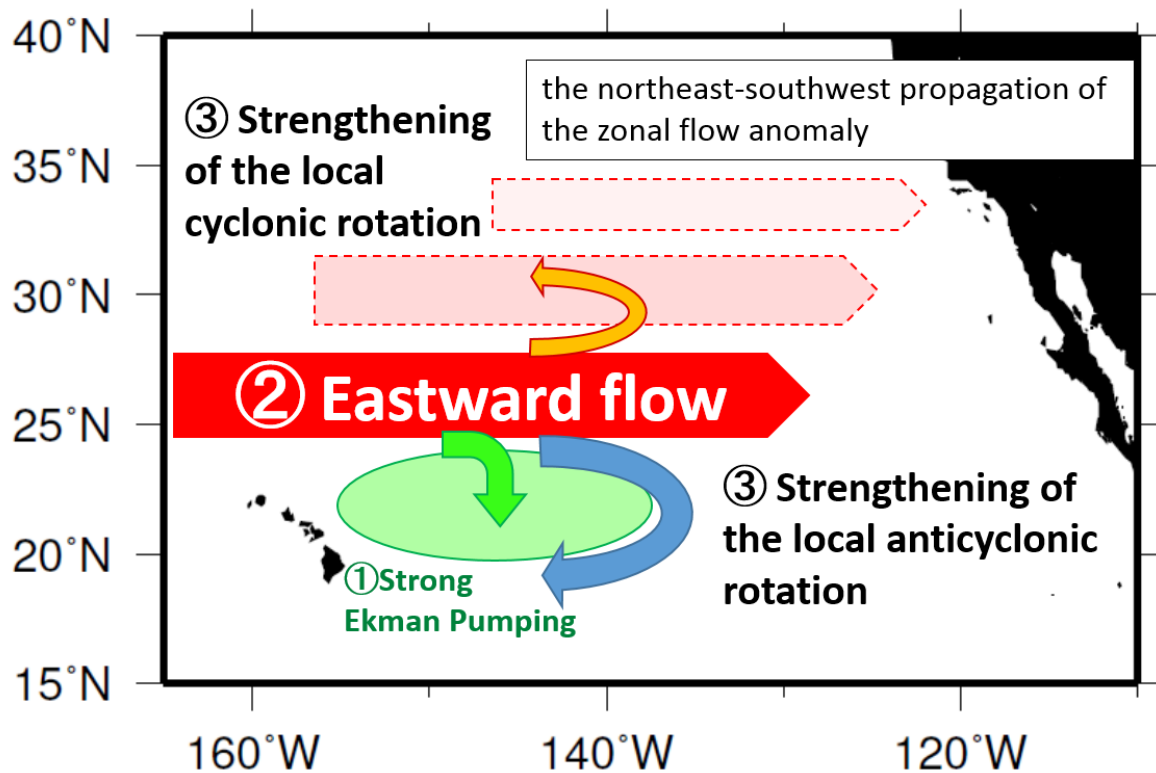 40°N
the northeast-southwest propagation of
the zonal flow anomaly
③ Strengthening
of the local
cyclonic rotation
35°N
30°N
② Eastward flow
25°N
③ Strengthening of
the local anticyclonic
rotation
20°N
①Strong
Ekman Pumping
15°N
160°W
140°W
120°W